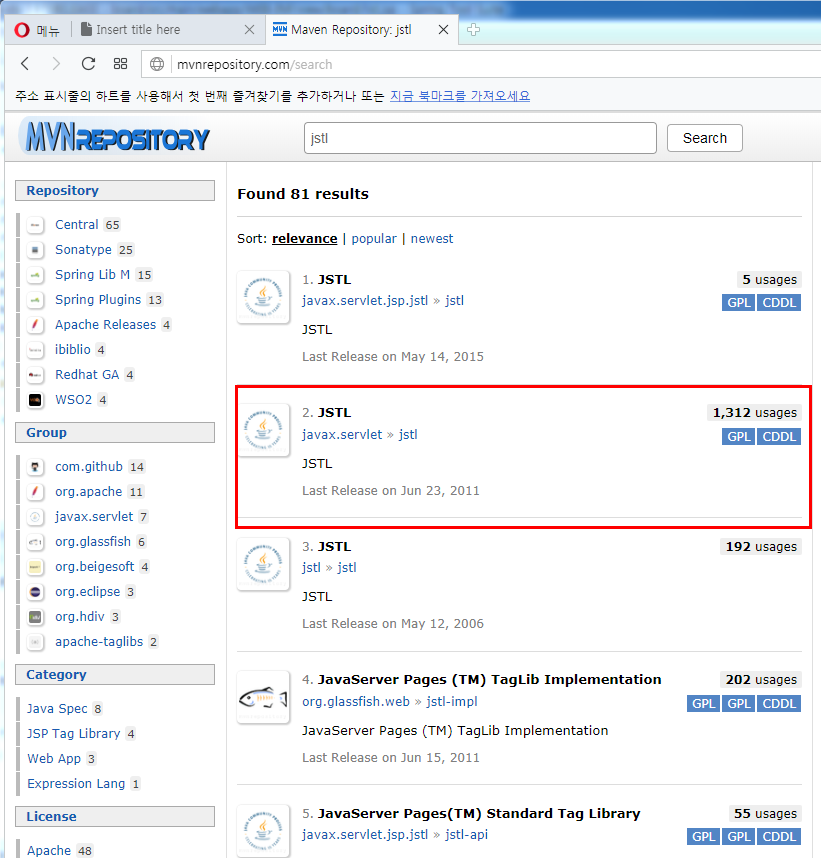 메뉴
Insert title here
Maven Repository: jstl
mvnrepository.com/search
주소 표시줄의 하트를 사용해서 첫 번째 즐겨찾기를 추가하거나 또는 지금 북마크를 가져오세요
MVNREPOSITORY
jstl
Search
Repository
Central 65
Sonatype 25
Spring Lib M 15
Spring Plugins 13
Apache Releases 4
ibiblio 4
Redhat GA 4
WSO2 4
Group
com.github 14
org.apache 11
javax.servlet 7
org.glassfish 6
org.beigesoft 4
org.eclipse 3
org.hdiv 3
apache-taglibs 2
Category
Java Spec 8
JSP Tag Library 4
Web App 3
Expression Lang 1
License
Apache 48
Found 81 results
Sort: relevance | popular | newest
1. JSTL
5 usages
javax.servlet.jsp.jstl » jstl
GPL CDDL
JSTL
Last Release on May 14, 2015
2. JSTL
1,312 usages
javax.servlet » jstl
GPL CDDL
JSTL
Last Release on Jun 23, 2011
3. JSTL
192 usages
jstl » jstl
JSTL
Last Release on May 12, 2006
4. JavaServer Pages (TM) TagLib Implementation
202 usages
org.glassfish.web » jstl-impl
GPL GPL CDDL
JavaServer Pages (TM) TagLib Implementation
Last Release on Jun 15, 2011
5. JavaServer Pages(TM) Standard Tag Library
55 usages
javax.servlet.jsp.jstl » jstl-api
GPL GPL CDDL